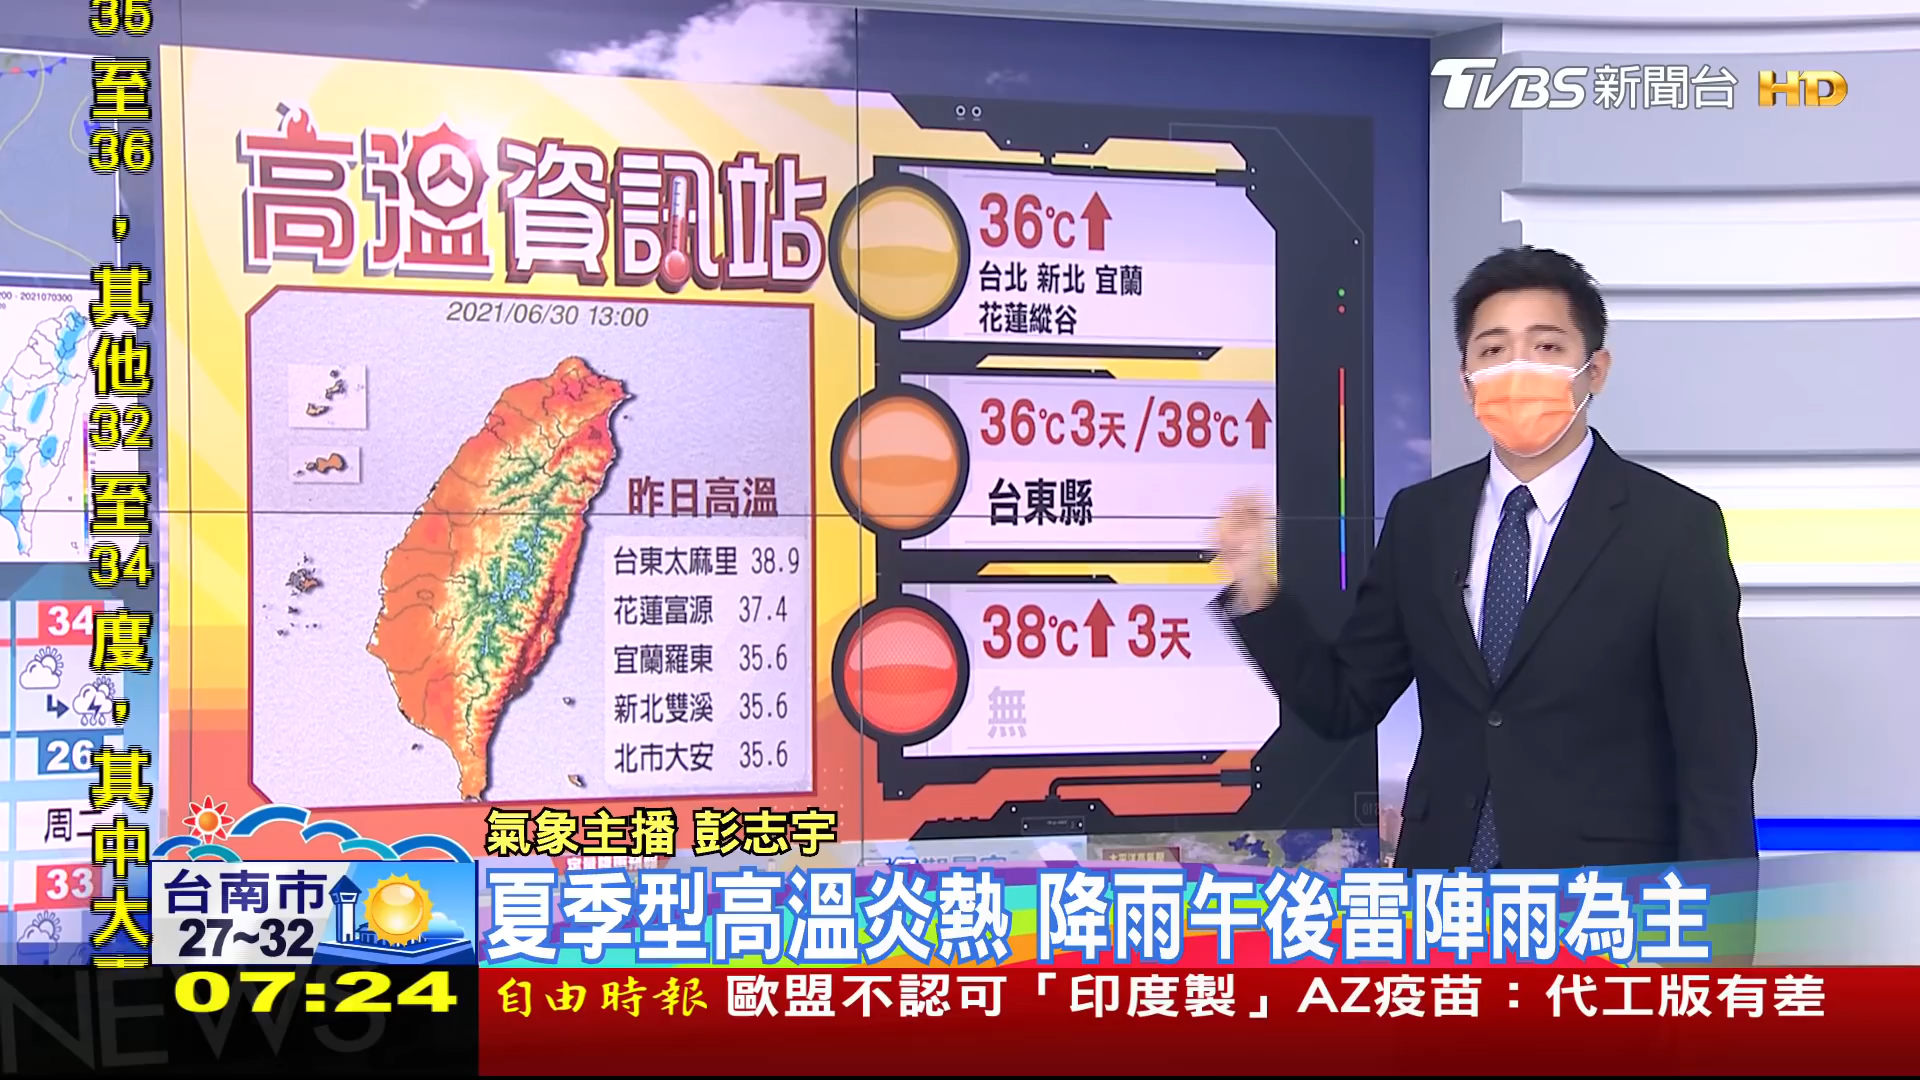 35至36，其他32至34度，其中大
TVBS新聞台 HD
00 - 2021070300
34
26
周二
33
高溫資訊站
2021/06/30 13:00
昨日高溫
台東太麻里 38.9
花蓮富源 37.4
宜蘭羅東 35.6
新北雙溪 35.6
北市大安 35.6
36℃↑
台北 新北 宜蘭
花蓮縱谷
36℃3天/38℃↑
台東縣
38℃↑3天
無
氣象主播 彭志宇
夏季型高溫炎熱 降雨午後雷陣雨為主
台南市
27~32
07:24
NEWS
自由時報 歐盟不認可「印度製」AZ疫苗：代工版有差